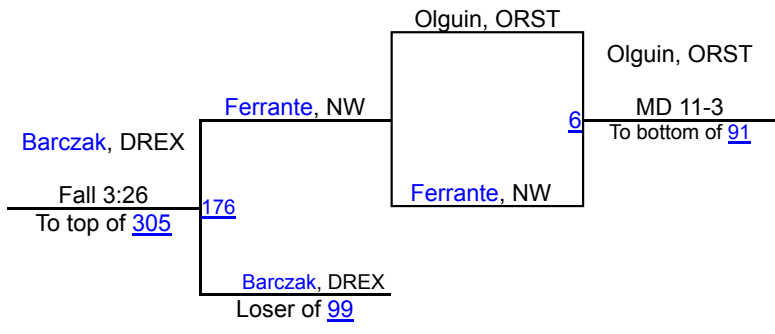 Olguin, ORST
Olguin, ORST
Ferrante, NW
6
MD 11-3
To bottom of 91
Barczak, DREX
Fall 3:26
176
Ferrante, NW
To top of 305
Barczak, DREX
Loser of 99